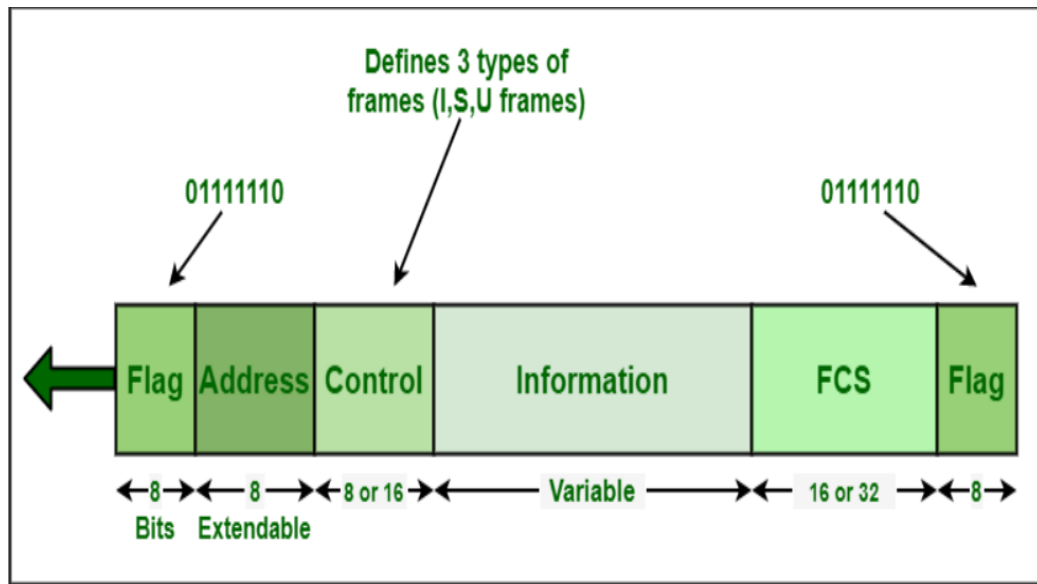 Defines 3 types of
frames (I,S,U frames)
01111110
01111110
Flag
Address
Control
Information
FCS
Flag
8
8
8 or 16
Variable
16 or 32
8
Bits
Extendable